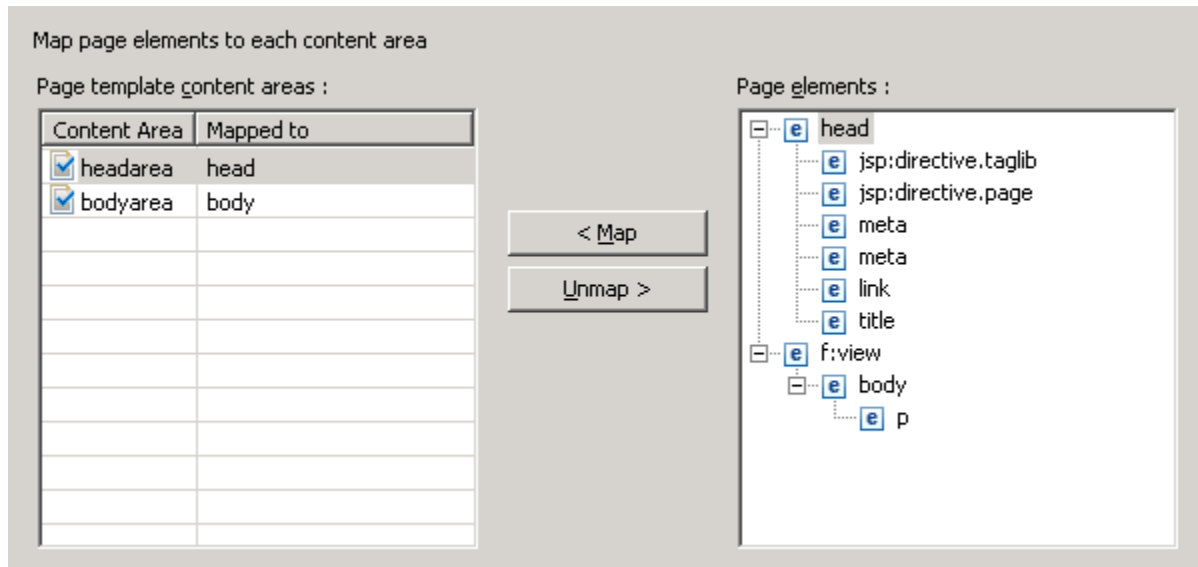 Map page elements to each content area
Page template content areas :
Content Area Mapped to
headarea head
bodyarea body
< Map
Unmap >
Page elements :
head
jsp:directive.taglib
jsp:directive.page
meta
meta
link
title
f:view
body
p